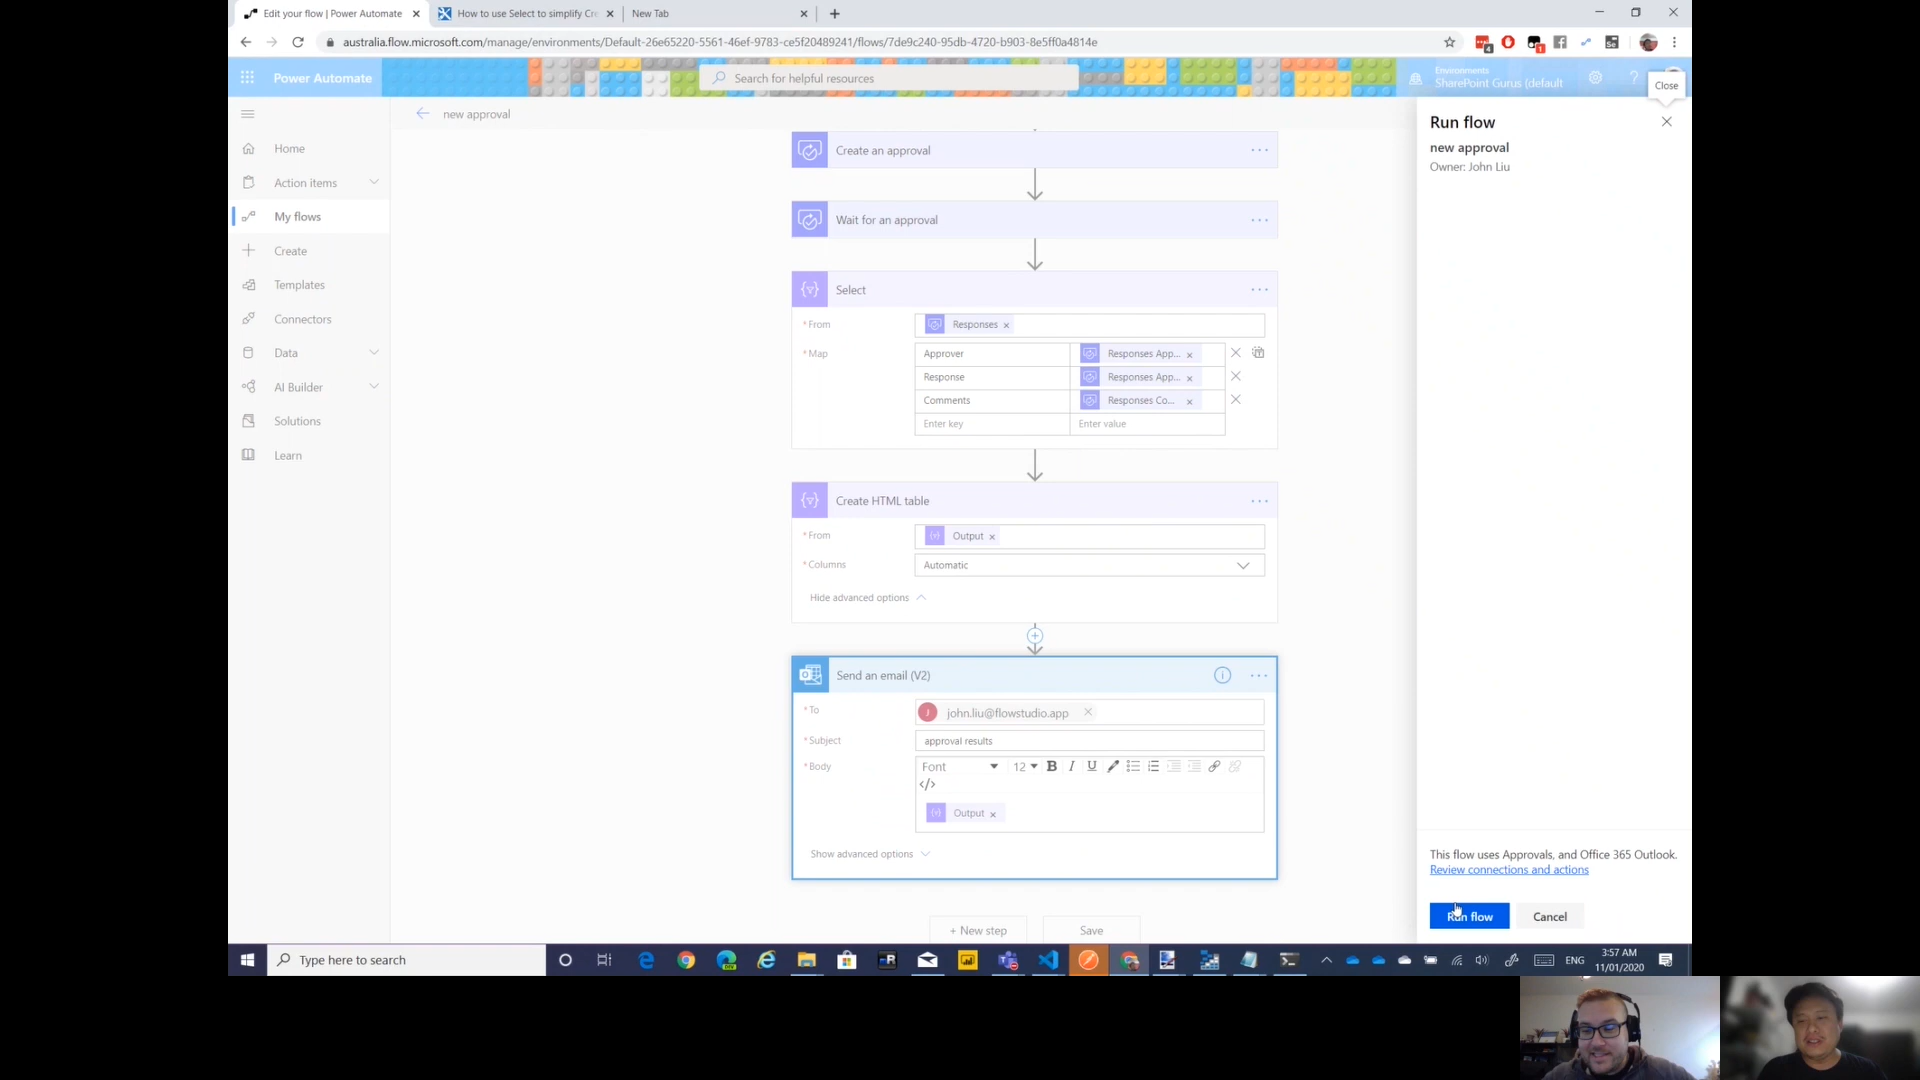 Edit your flow | Power Automate
How to use Select to simplify Cre
New Tab
australia.flow.microsoft.com/manage/environments/Default-26e65220-5561-46ef-9783-ce5f20489241/flows/7de9c240-95db-4720-b903-8e5ff0a4814e
Power Automate
Search for helpful resources
Environments
SharePoint Gurus (default
Close
new approval
Home
Action items
My flows
Create
Templates
Connectors
Data
AI Builder
Solutions
Learn
Create an approval
Wait for an approval
Select
* From
Responses
* Map
Approver
Responses App...
Response
Responses App...
Comments
Responses Co...
Enter key
Enter value
Create HTML table
* From
Output
* Columns
Automatic
Hide advanced options
Send an email (V2)
* To
J
john.liu@flowstudio.app
* Subject
approval results
* Body
Font
12
B
I
U
</>
Output
Show advanced options
+ New step
Save
Run flow
new approval
Owner: John Liu
This flow uses Approvals, and Office 365 Outlook.
Review connections and actions
Run flow
Cancel
Type here to search
ENG
3:57 AM
11/01/2020